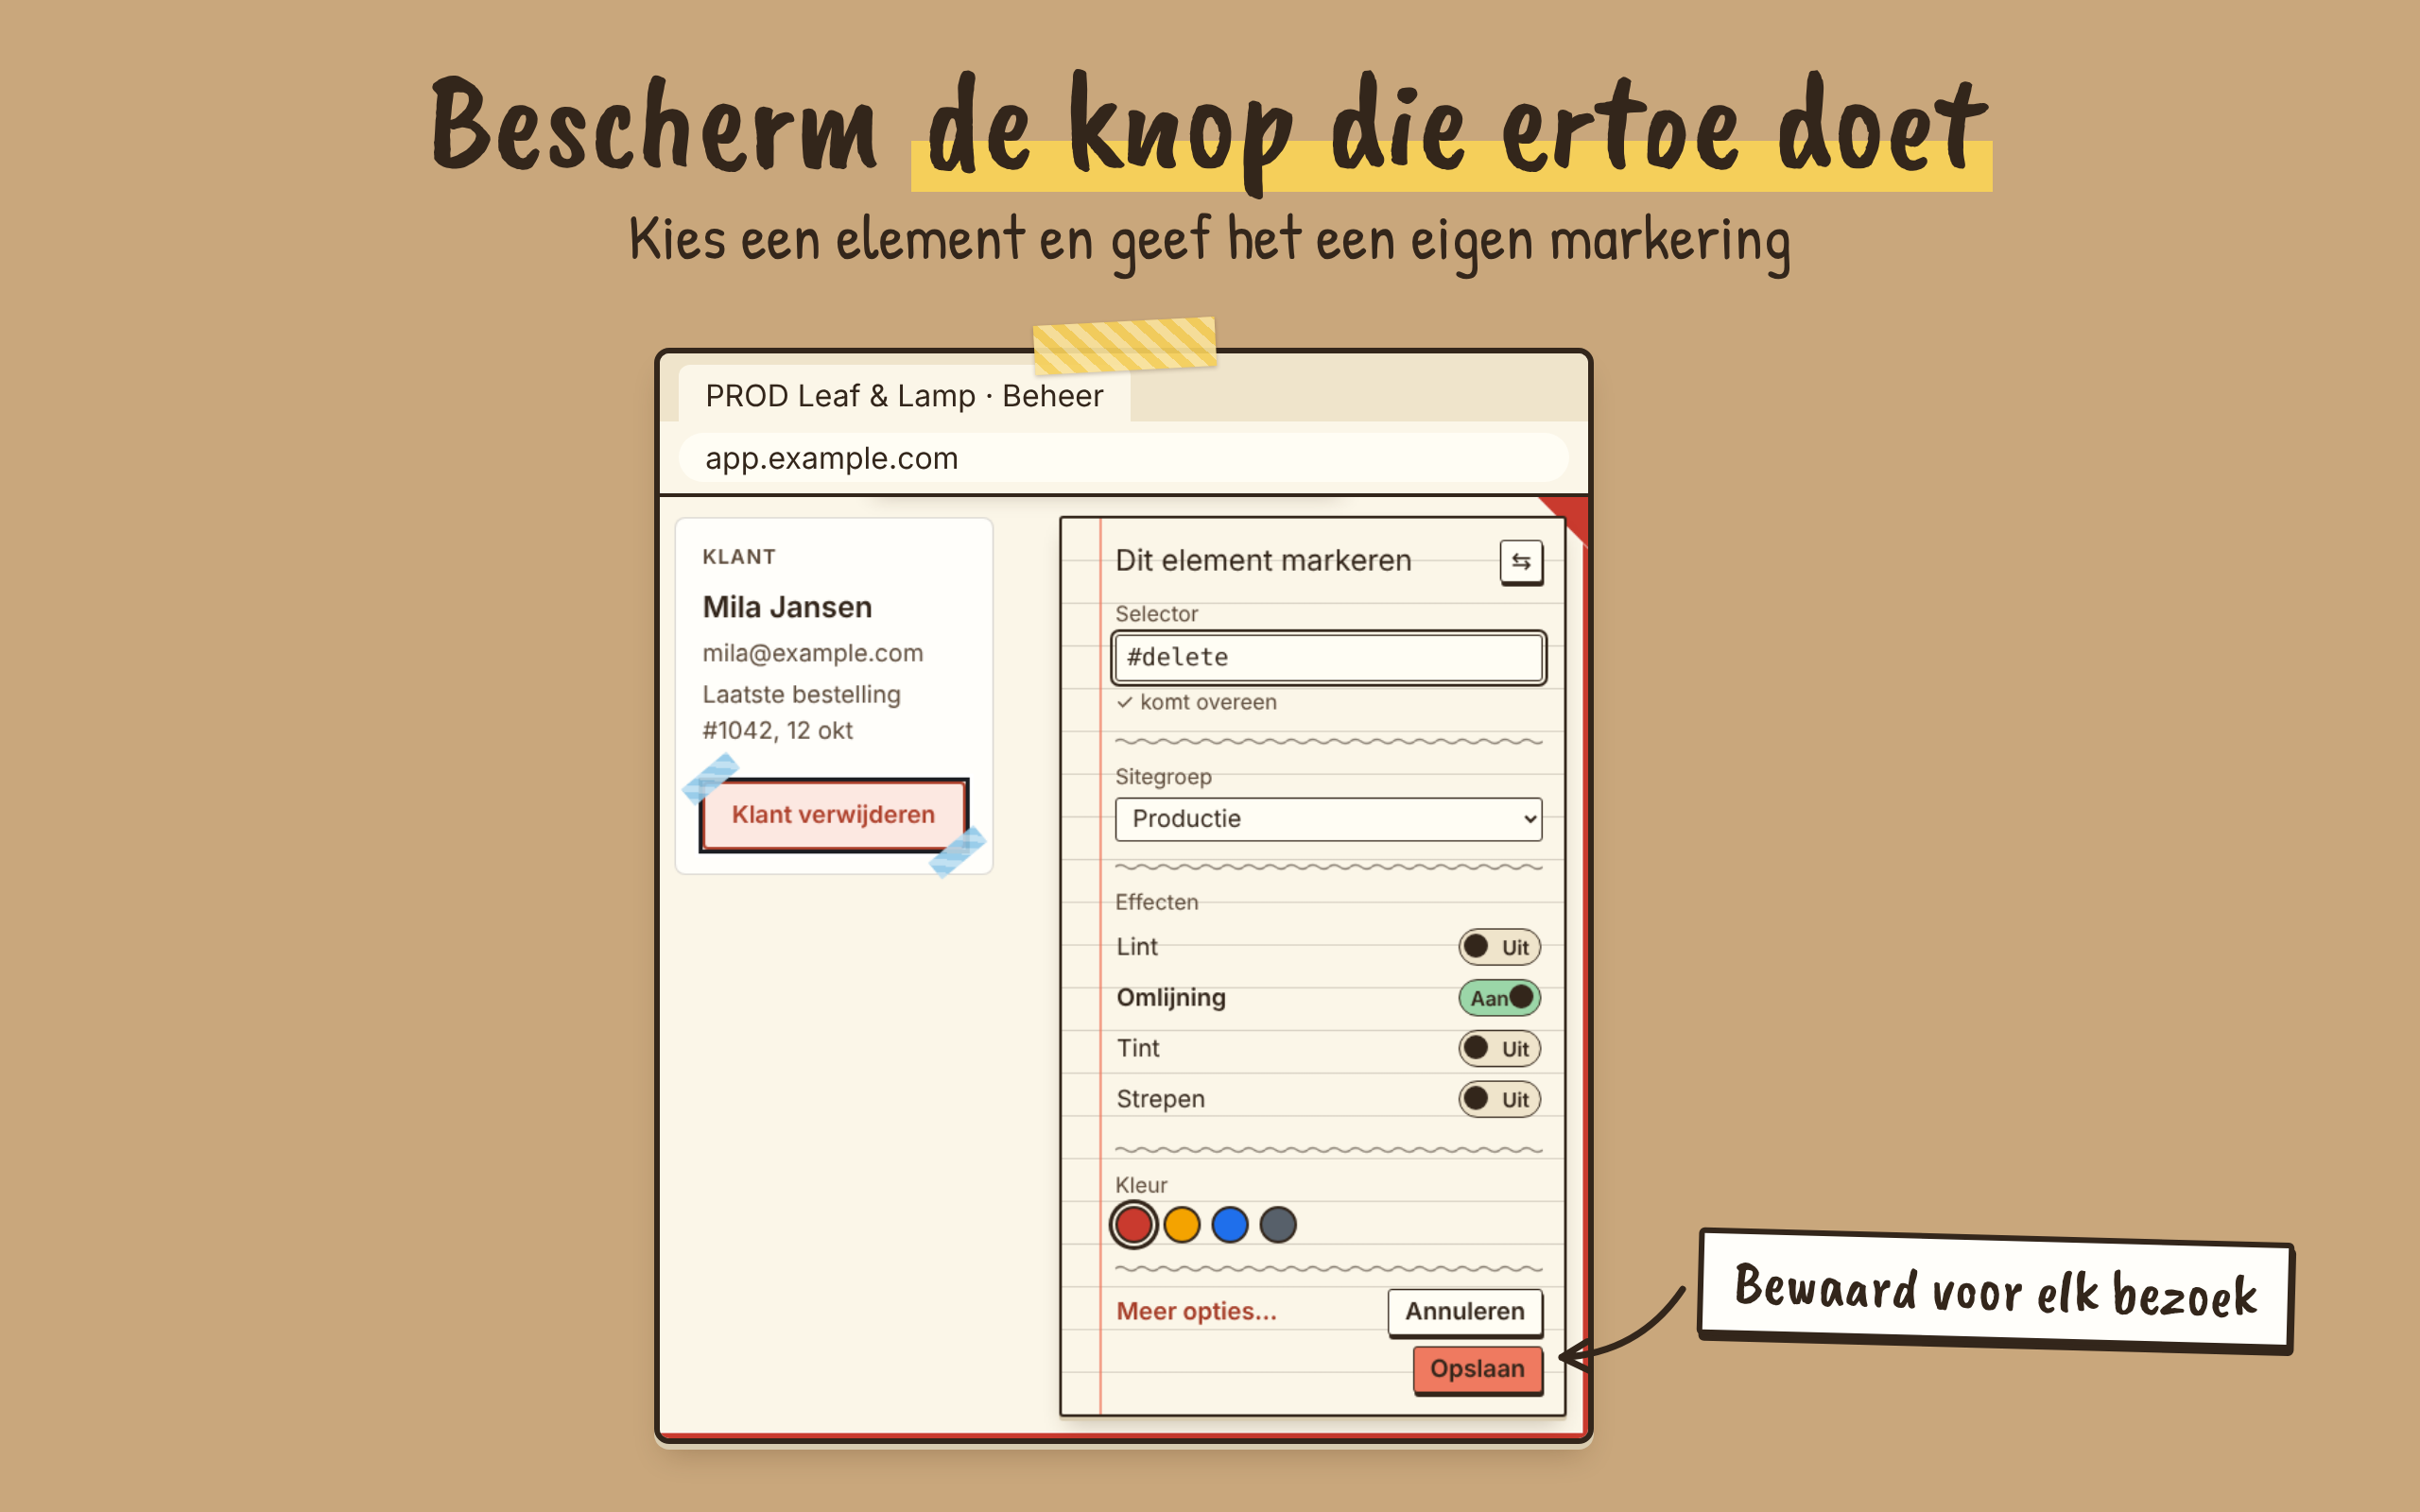 Bescherm de knop die ertoe doet
Kies een element en geef het een eigen markering
PROD Leaf & Lamp · Beheer
app.example.com
KLANT
Mila Jansen
mila@example.com
Laatste bestelling
#1042, 12 okt
Klant verwijderen
Dit element markeren
Selector
#delete
✓ komt overeen
Sitegroep
Productie
Effecten
Lint Uit
Omlijning Aan
Tint Uit
Strepen Uit
Kleur
Meer opties... Annuleren
Opslaan
Bewaard voor elk bezoek